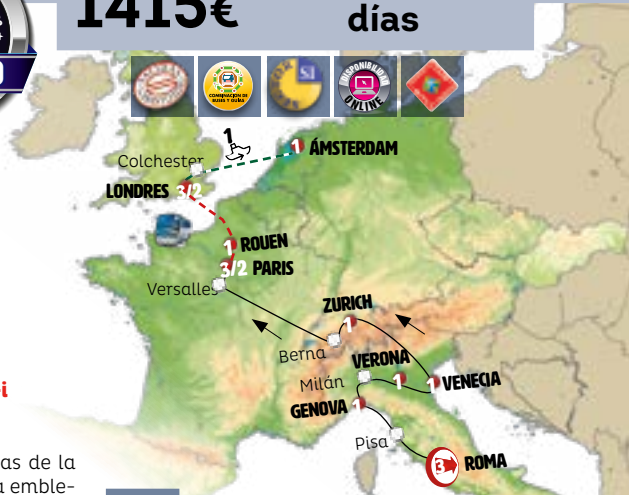 1415€
días
SI
COMBINACIÓN DE
BUSES Y GUÍAS
DISPONIBILIDAD
ONLINE
1
ÁMSTERDAM
1
Colchester
LONDRES 3/2
1 ROUEN
3/2 PARIS
Versalles
ZURICH
1
Berna
VERONA
Milán
1
1 VENECIA
GENOVA 1
Pisa
3 ROMA
i
as de la
a emble-